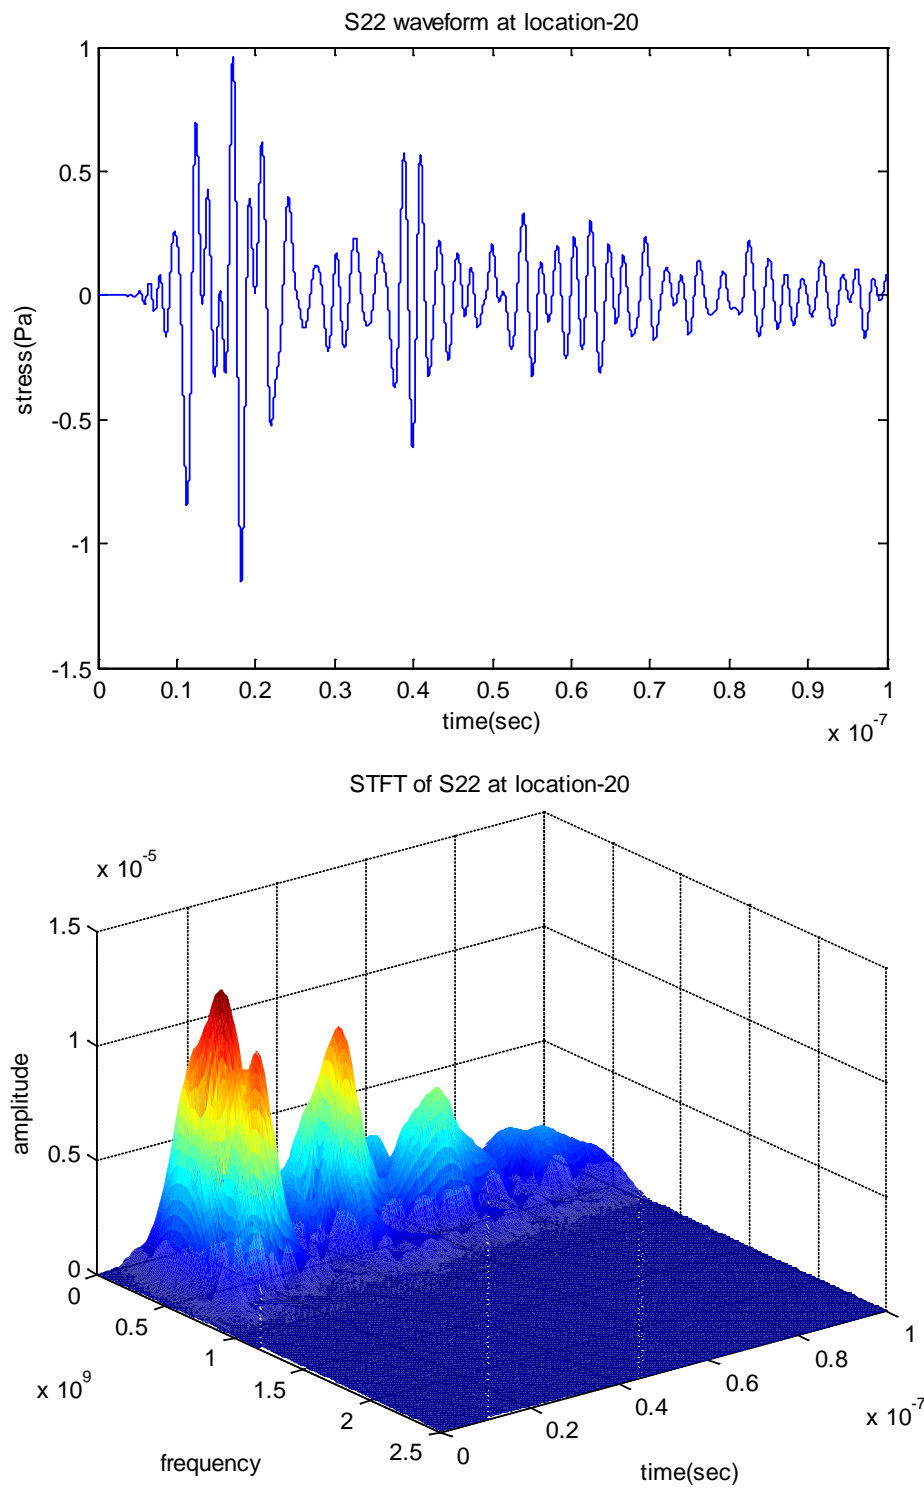 S22 waveform at location-20
1
0.5
0
-0.5
-1
-1.5
stress(Pa)
0 0.1 0.2 0.3 0.4 0.5 0.6 0.7 0.8 0.9 1
time(sec)
x 10^-7
STFT of S22 at location-20
x 10^-5
1.5
1
0.5
0
amplitude
0
0.5
1
1.5
2
2.5
x 10^9
frequency
0
0.2
0.4
0.6
0.8
1
x 10^-7
time(sec)